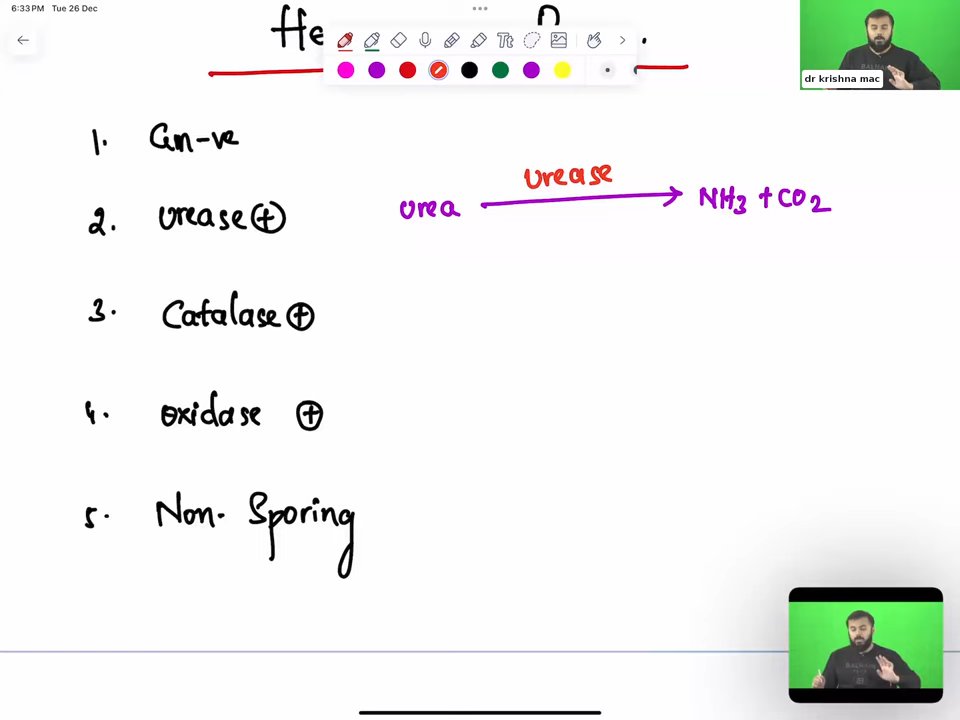 6:33 PM Tue 26 Dec
He
dr krishna mac
1. Gm-ve
urease
urea → NH3 + CO2
2. urease ⊕
3. Catalase ⊕
4. oxidase ⊕
5. Non-Sporing